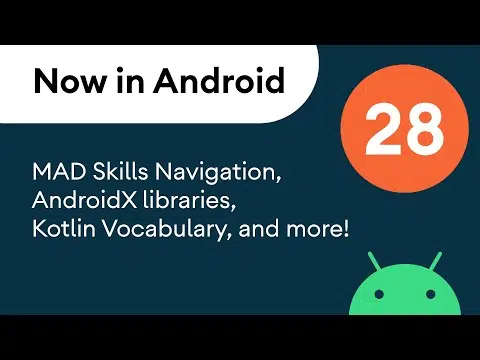 Now in Android
28
MAD Skills Navigation,
AndroidX libraries,
Kotlin Vocabulary, and more!